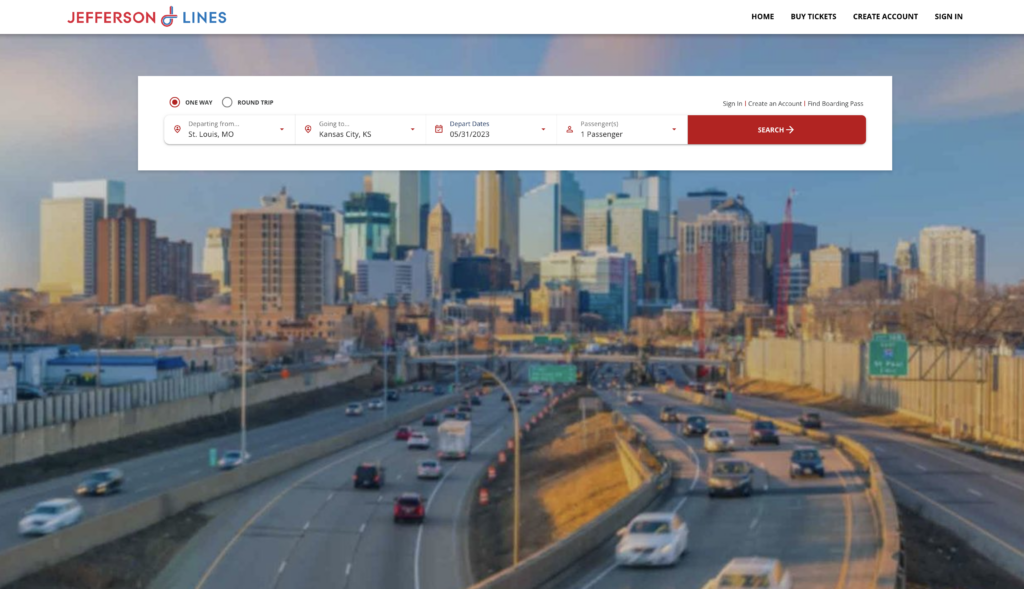 JEFFERSON LINES
HOME BUY TICKETS CREATE ACCOUNT SIGN IN
ONE WAY ROUND TRIP
Sign In | Create an Account | Find Boarding Pass
Departing from... Going to... Depart Dates Passenger(s)
St. Louis, MO Kansas City, KS 05/31/2023 1 Passenger
SEARCH
St Paul